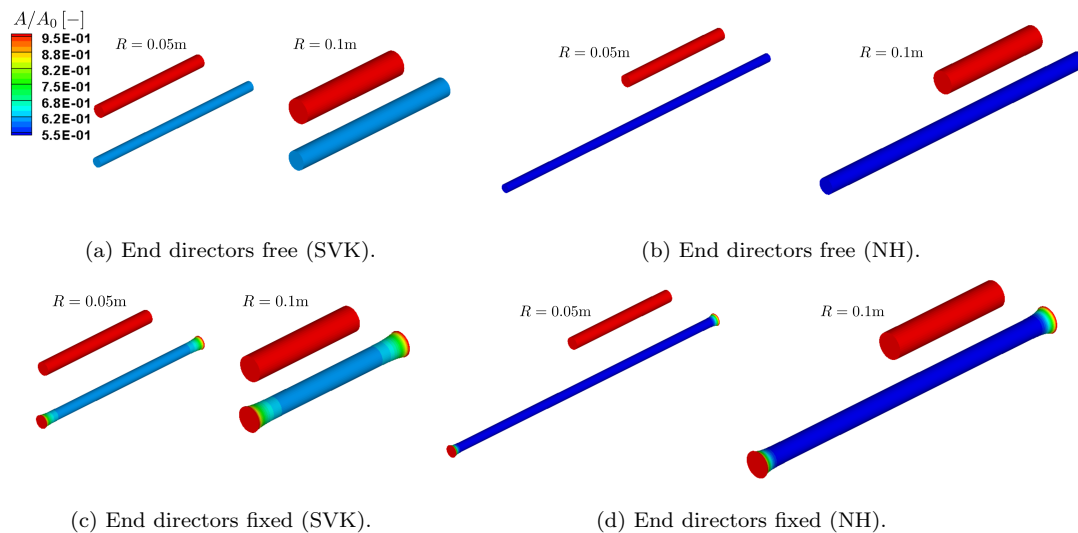 A/A₀ [−]
9.5E-01
8.8E-01
8.2E-01
7.5E-01
6.8E-01
6.2E-01
5.5E-01
R = 0.05m
R = 0.1m
R = 0.05m
R = 0.1m
(a) End directors free (SVK).
(b) End directors free (NH).
R = 0.05m
R = 0.1m
R = 0.05m
R = 0.1m
(c) End directors fixed (SVK).
(d) End directors fixed (NH).